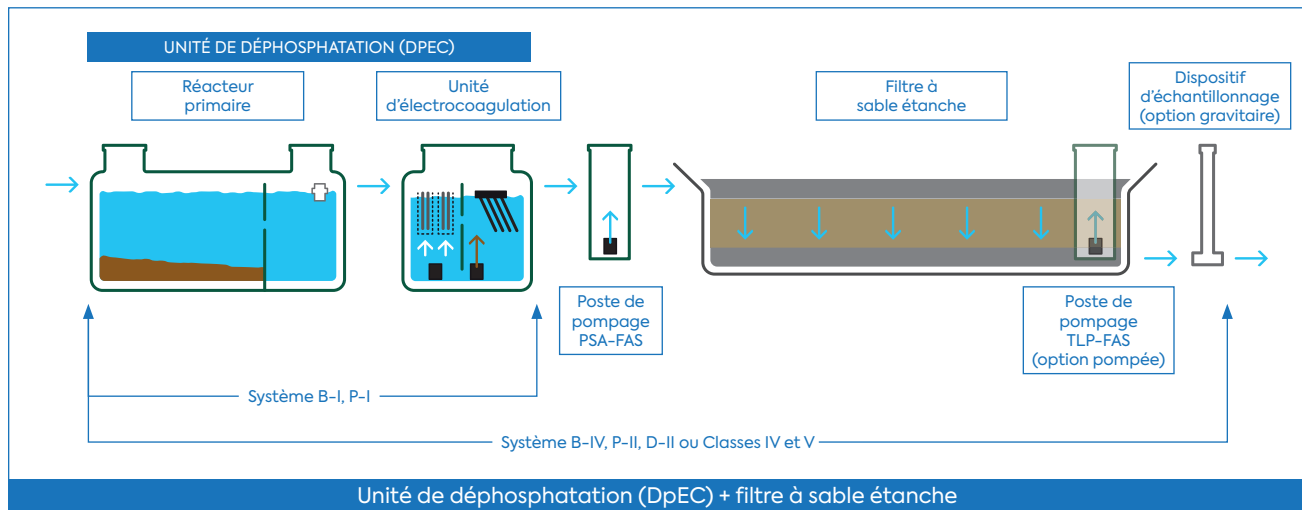 UNITÉ DE DÉPHOSPHATATION (DPEC)
Réacteur
primaire
Unité
d'électrocoagulation
Filtre à
sable étanche
Dispositif
d'échantillonnage
(option gravitaire)
Poste de
pompage
PSA-FAS
Poste de
pompage
TLP-FAS
(option pompée)
Système B-I, P-I
Système B-IV, P-II, D-II ou Classes IV et V
Unité de déphosphatation (DpEC) + filtre à sable étanche